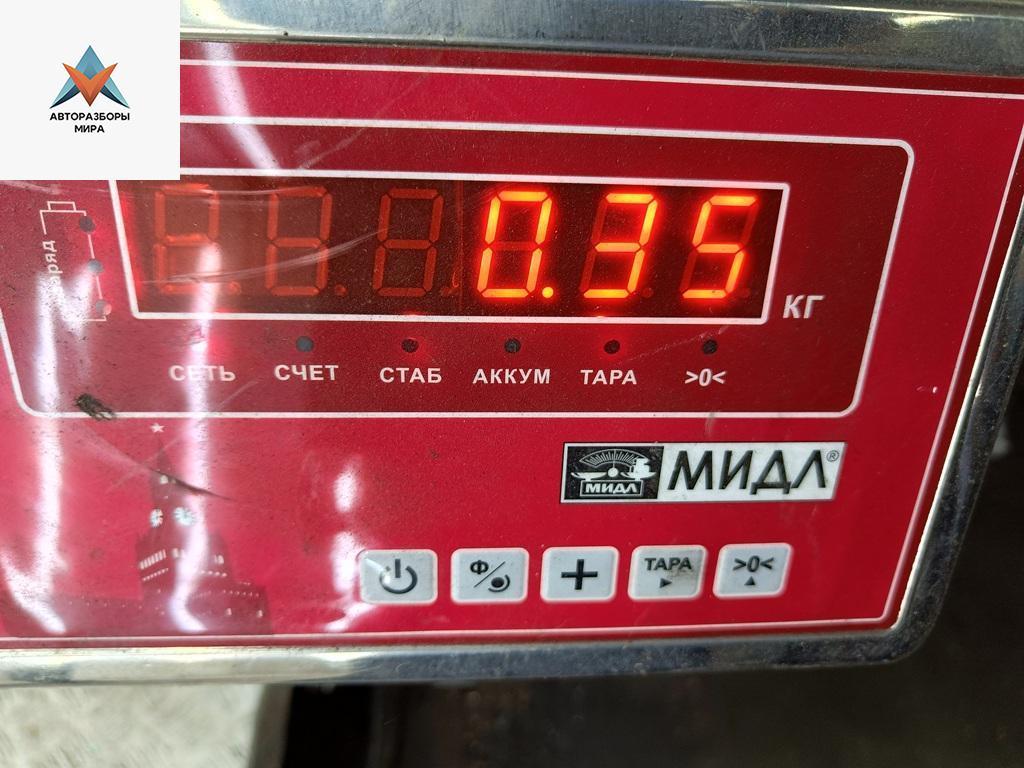 АВТОРАЗБОРЫ
МИРА
0.35
КГ
СЕТЬ СЧЕТ СТАБ АККУМ ТАРА >0<
МИДЛ МИДЛ®
Ф + ТАРА >0<